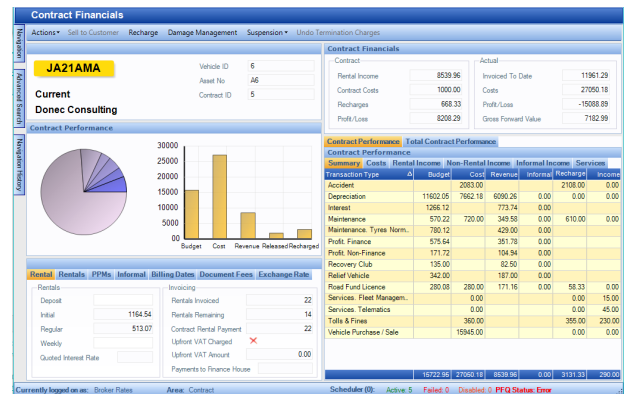 Contract Financials
Actions Sell to Customer Recharge Damage Management Suspension Undo Termination Charges
Navigation
Advanced Search
Navigation History
JA21AMA
Current
Donec Consulting
Vehicle ID 6
Asset No A6
Contract ID 5
Contract Financials
Contract
Rental Income 8539.96
Contract Costs 1000.00
Recharges 668.33
Profit/Loss 8208.29
Actual
Invoiced To Date 11961.29
Costs 27050.18
Profit/Loss -15088.89
Gross Forward Value 7182.99
Contract Performance
30000
25000
20000
15000
10000
5000
00
Budget Cost Revenue Released Recharged
Contract Performance Total Contract Performance
Contract Performance
Summary Costs Rental Income Non-Rental Income Informal Income Services
Transaction Type Budget Cost Revenue Informal Recharge Income
Accident 2083.00 2108.00 0.00
Depreciation 11602.05 7662.18 6090.26 0.00 0.00 0.00
Interest 1266.12 773.74 0.00
Maintenance 570.22 720.00 349.58 0.00 610.00 0.00
Maintenance. Tyres Norm.. 780.12 429.00 0.00
Profit. Finance 575.64 351.78 0.00
Profit. Non-Finance 171.72 104.94 0.00
Recovery Club 135.00 82.50 0.00
Relief Vehicle 342.00 187.00 0.00
Road Fund Licence 280.08 280.00 171.16 0.00 58.33 0.00
Services. Fleet Managem.. 0.00 0.00 15.00
Services. Telematics 0.00 0.00 45.00
Tolls & Fines 360.00 355.00 230.00
Vehicle Purchase / Sale 15945.00 0.00 0.00
15722.95 27050.18 8539.96 0.00 3131.33 290.00
Rental Rentals PPMs Informal Billing Dates Document Fees Exchange Rate
Rentals
Deposit
Initial 1164.54
Regular 513.07
Weekly
Quoted Interest Rate
Invoicing
Rentals Invoiced 22
Rentals Remaining 14
Contract Rental Payment 22
Upfront VAT Charged
Upfront VAT Amount 0.00
Payments to Finance House
Currently logged on as: Broker Rates Area: Contract Scheduler (0): Active: 5 Failed: 0 Disabled: 0 PFQ Status: Error